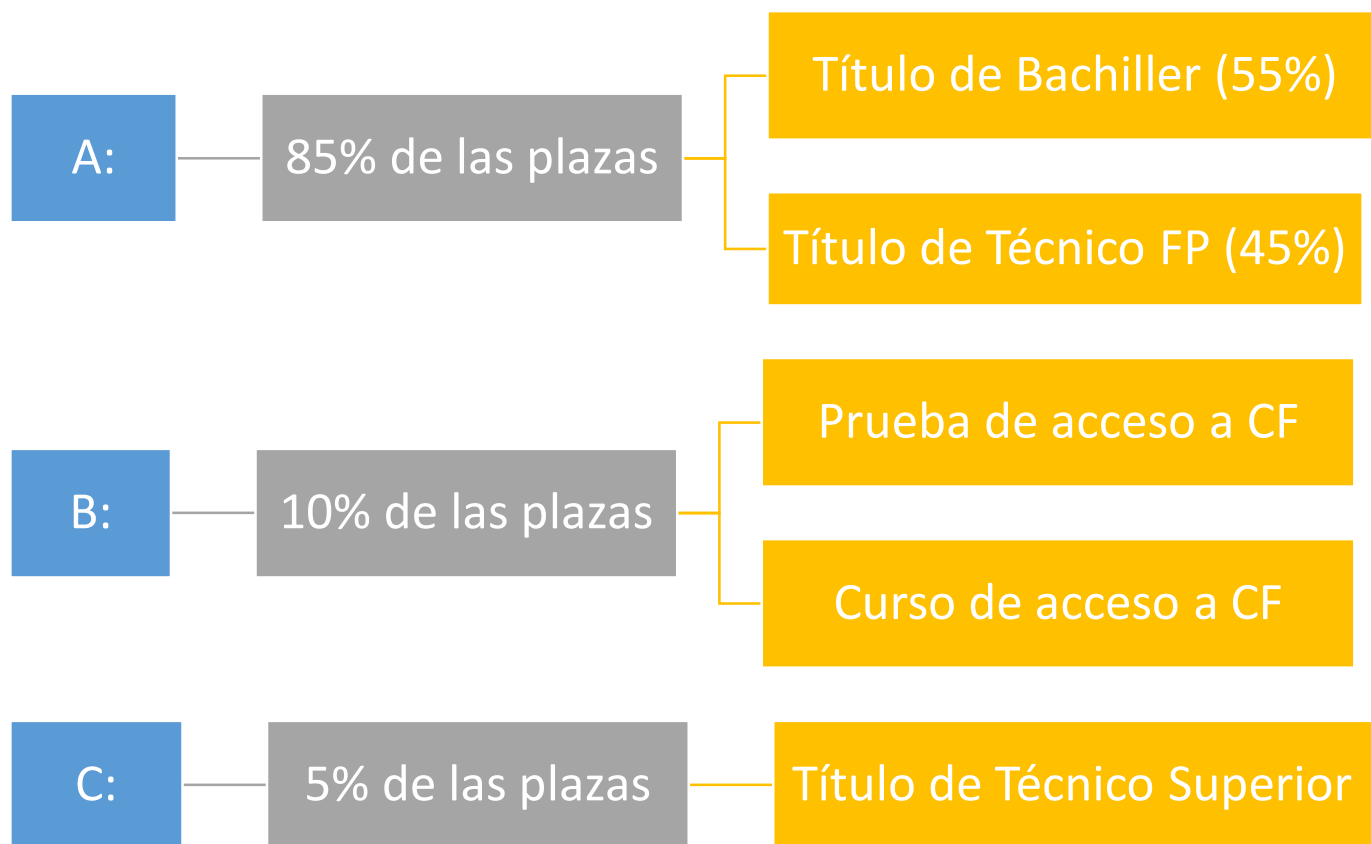 A:
85% de las plazas
Título de Bachiller (55%)
Título de Técnico FP (45%)
B:
10% de las plazas
Prueba de acceso a CF
Curso de acceso a CF
C:
5% de las plazas
Título de Técnico Superior